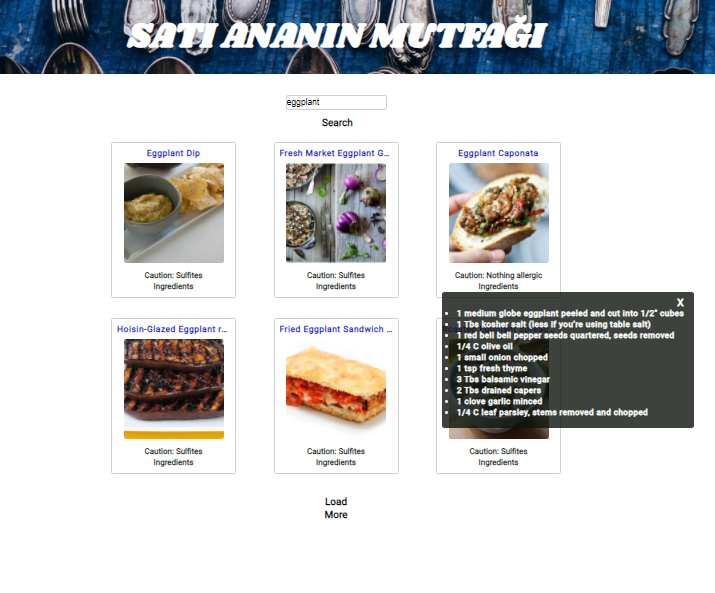 SATI ANANIN MUTFAĞI
eggplant
Search
Eggplant Dip
Fresh Market Eggplant G...
Eggplant Caponata
Caution: Sulfites
Ingredients
Caution: Sulfites
Ingredients
Caution: Nothing allergic
Ingredients
X
1 medium globe eggplant peeled and cut into 1/2" cubes
1 Tbs kosher salt (less if you're using table salt)
1 red bell bell pepper seeds quartered, seeds removed
1/4 C olive oil
1 small onion chopped
1 tsp fresh thyme
3 Tbs balsamic vinegar
2 Tbs drained capers
1 clove garlic minced
1/4 C leaf parsley, stems removed and chopped
Hoisin-Glazed Eggplant r...
Fried Eggplant Sandwich ...
Caution: Sulfites
Ingredients
Caution: Sulfites
Ingredients
Caution: Sulfites
Ingredients
Load
More